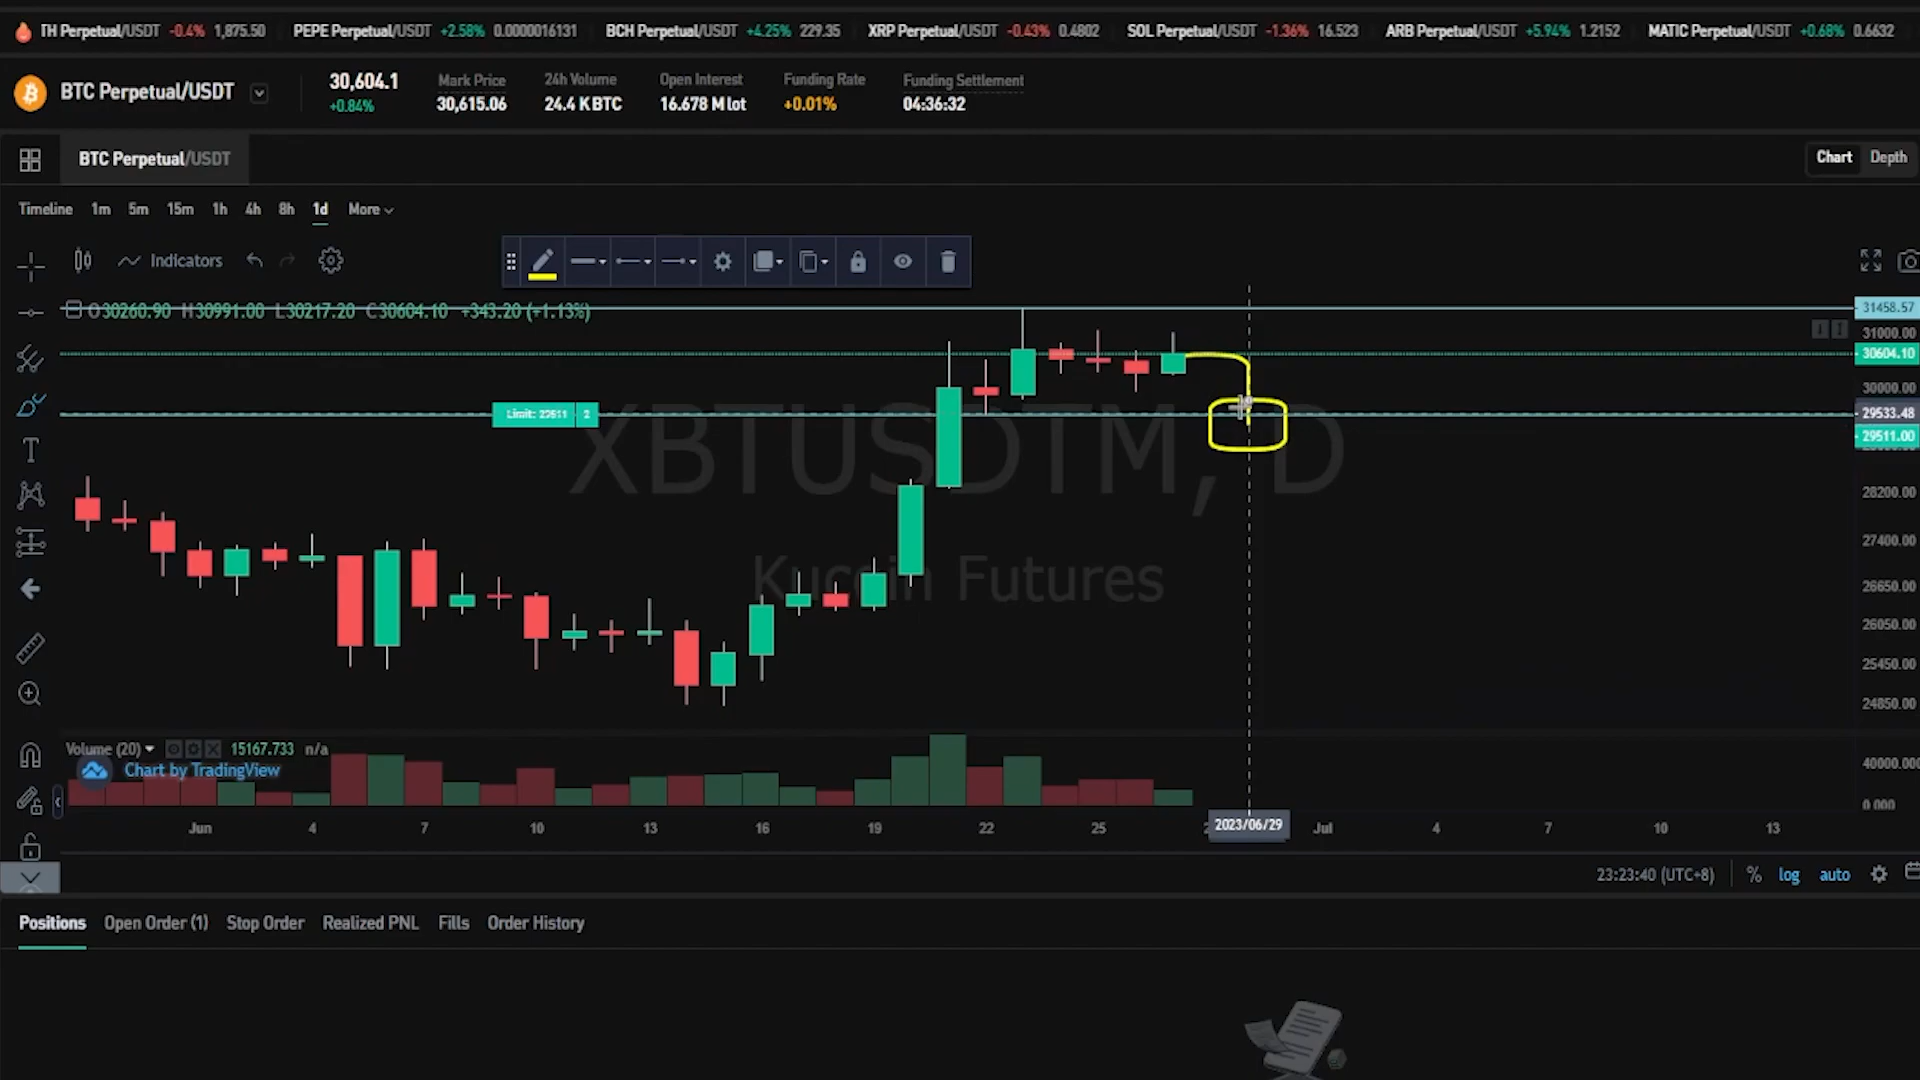 TH Perpetual/USDT -0.4% 1,875.50 PEPE Perpetual/USDT +2.58% 0.0000016131 BCH Perpetual/USDT +4.25% 229.35 XRP Perpetual/USDT -0.43% 0.4802 SOL Perpetual/USDT -1.36% 16.523 ARB Perpetual/USDT +5.94% 1.2152 MATIC Perpetual/USDT +0.68% 0.6632
BTC Perpetual/USDT 30,604.1 Mark Price 24h Volume Open Interest Funding Rate Funding Settlement
+0.84% 30,615.06 24.4 K BTC 16.678 M lot +0.01% 04:36:32
BTC Perpetual/USDT Chart Depth
Timeline 1m 5m 15m 1h 4h 8h 1d More
Indicators
O30260.90 H30991.00 L30217.20 C30604.10 +343.20 (+1.13%)
31458.57
31000.00
30604.10
30000.00
Limit: 29511 2
29533.48
29511.00
XBTUSDTM, D
28200.00
27400.00
Kucoin Futures
26650.00
26050.00
25450.00
24850.00
Volume (20) 15167.733 n/a
Chart by TradingView
40000.000
0.000
Jun 4 7 10 13 16 19 22 25 2023/06/29 Jul 4 7 10 13
23:23:40 (UTC+8) % log auto
Positions Open Order (1) Stop Order Realized PNL Fills Order History